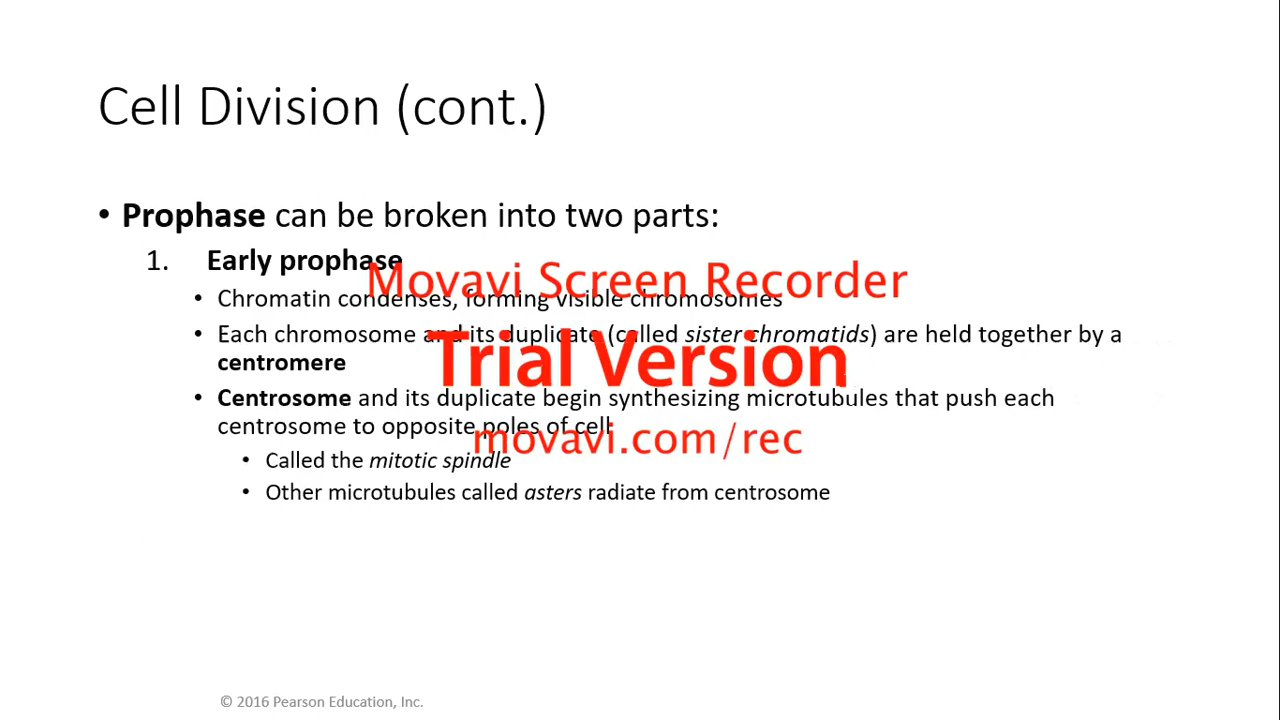 Cell Division (cont.)
• Prophase can be broken into two parts:
1. Early prophase
Movavi Screen Recorder
• Chromatin condenses, forming visible chromosomes
• Each chromosome and its duplicate (called sister chromatids) are held together by a
Trial Version
centromere
• Centrosome and its duplicate begin synthesizing microtubules that push each
centrosome to opposite poles of cell
movavi.com/rec
• Called the mitotic spindle
• Other microtubules called asters radiate from centrosome
© 2016 Pearson Education, Inc.